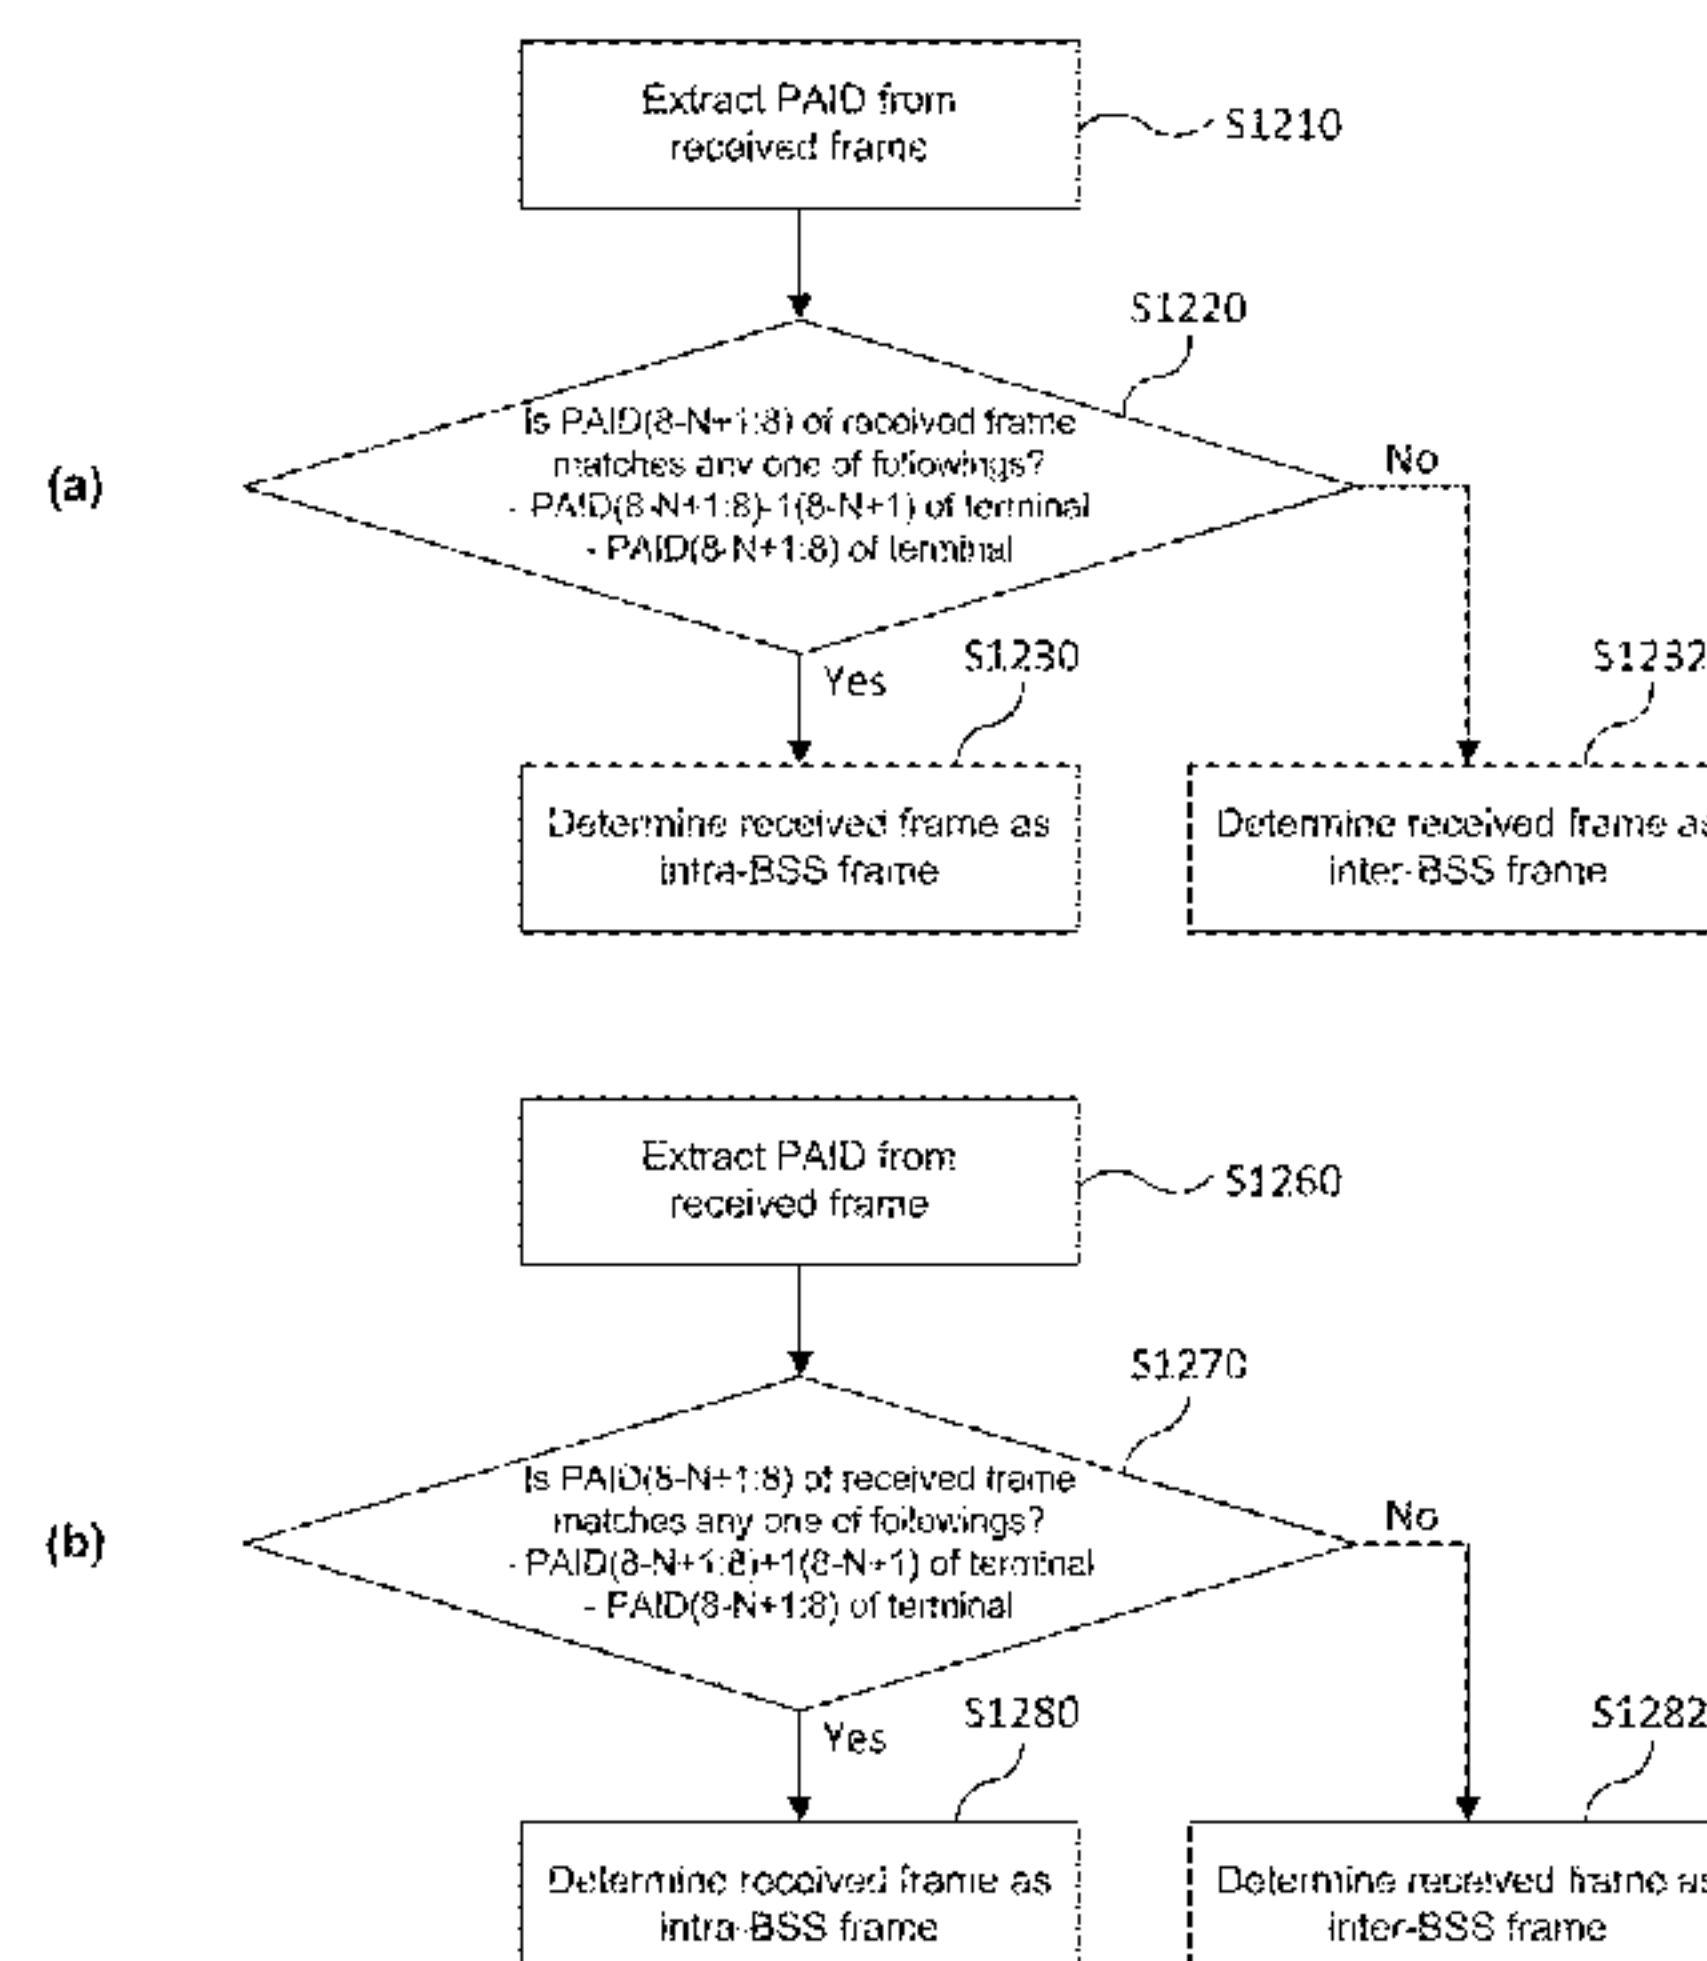 Extract PAID from
received frame
S1210
S1220
Is PAID(8-N+1:8) of received frame
matches any one of followings?
- PAID(8-N+1:8)-1(8-N+1) of terminal
- PAID(8-N+1:8) of terminal
(a)
No
Yes
S1230
S1232
Determine received frame as
intra-BSS frame
Determine received frame as
inter-BSS frame
Extract PAID from
received frame
S1260
S1270
Is PAID(8-N+1:8) of received frame
matches any one of followings?
- PAID(8-N+1:8)+1(8-N+1) of terminal
- PAID(8-N+1:8) of terminal
(b)
No
Yes
S1280
S1282
Determine received frame as
intra-BSS frame
Determine received frame as
inter-BSS frame